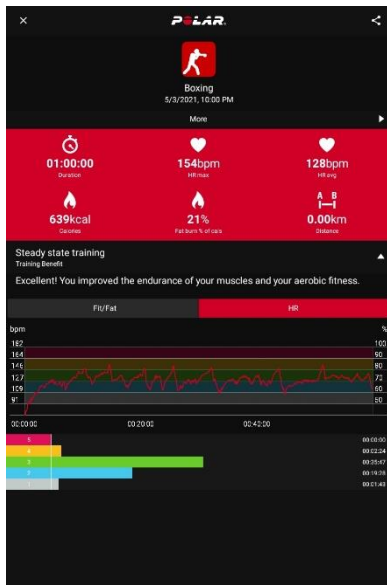 POLAR.
Boxing
5/3/2021, 10:00 PM
More
01:00:00
Duration
154bpm
HR max
128bpm
HR avg
639kcal
Calories
21%
Fat burn % of cals
A B
0.00km
Distance
Steady state training
Training Benefit
Excellent! You improved the endurance of your muscles and your aerobic fitness.
Fit/Fat HR
bpm %
182 100
164 90
146 80
127 70
109 60
91 50
00:00:00 00:20:00 00:40:00
5 00:00:00
4 00:02:24
3 00:25:47
2 00:19:28
1 00:01:43